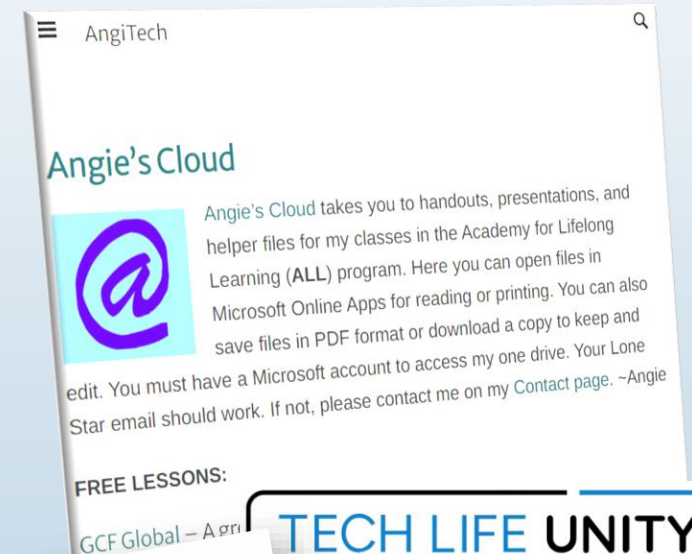 AngiTech
Angie's Cloud
Angie's Cloud takes you to handouts, presentations, and
helper files for my classes in the Academy for Lifelong
Learning (ALL) program. Here you can open files in
Microsoft Online Apps for reading or printing. You can also
save files in PDF format or download a copy to keep and
edit. You must have a Microsoft account to access my one drive. Your Lone
Star email should work. If not, please contact me on my Contact page. ~Angie
FREE LESSONS:
GCF Global – A
TECH LIFE UNITY